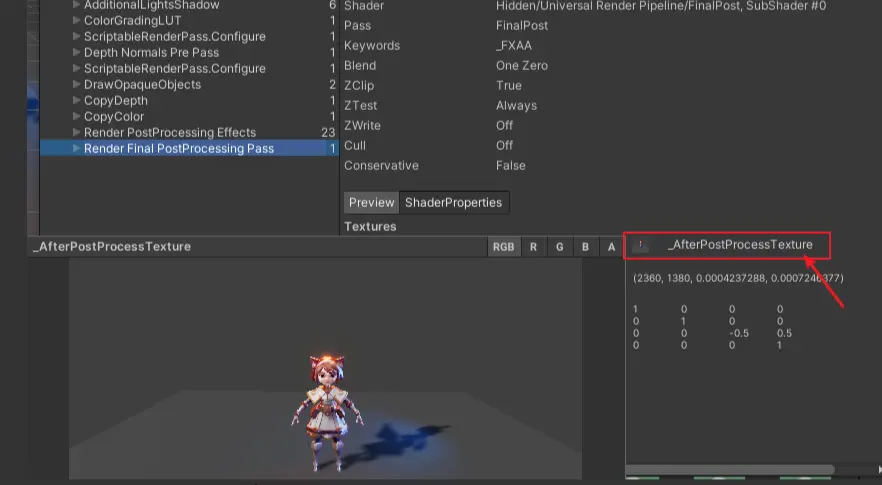 AdditionalLightsShadow 6
ColorGradingLUT 1
ScriptableRenderPass.Configure 1
Depth Normals Pre Pass 1
ScriptableRenderPass.Configure 1
DrawOpaqueObjects 2
CopyDepth 1
CopyColor 1
Render PostProcessing Effects 23
Render Final PostProcessing Pass 1
Shader Hidden/Universal Render Pipeline/FinalPost, SubShader #0
Pass FinalPost
Keywords _FXAA
Blend One Zero
ZClip True
ZTest Always
ZWrite Off
Cull Off
Conservative False
Preview ShaderProperties
Textures
_AfterPostProcessTexture RGB R G B A
_AfterPostProcessTexture
(2360, 1380, 0.0004237288, 0.0007246377)
1 0 0 0
0 1 0 0
0 0 -0.5 0.5
0 0 0 1